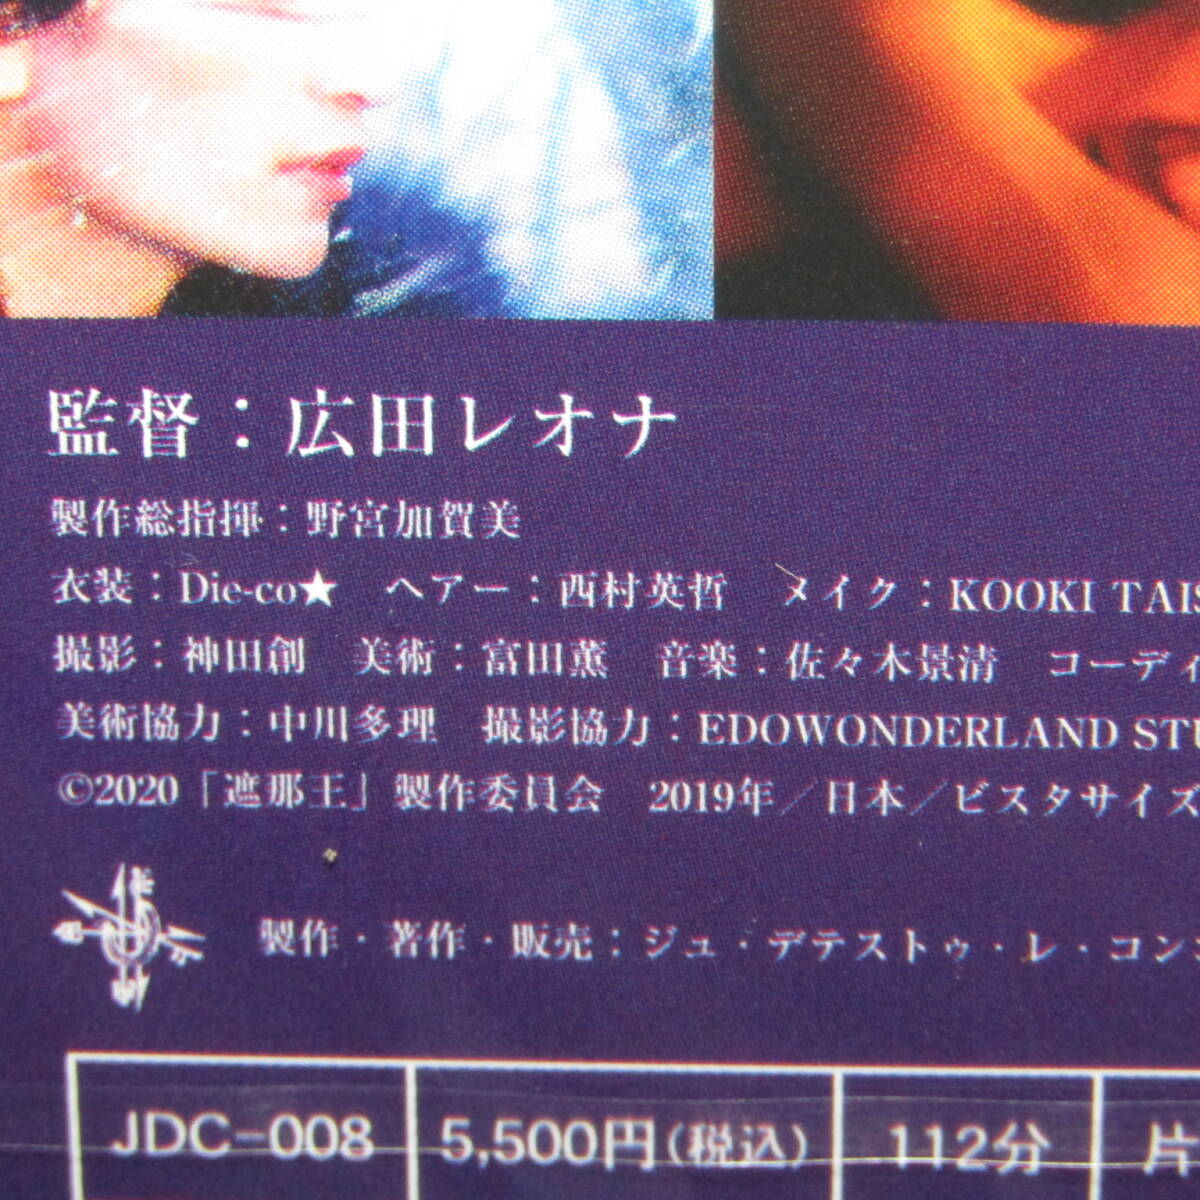 監督：広田レオナ
製作総指揮：野宮加賀美
衣装：Die-co★　ヘアー：西村英哲　メイク：KOOKI TAIS
撮影：神田創　美術：富田薫　音楽：佐々木景清　コーディ
美術協力：中川多理　撮影協力：EDOWONDERLAND STU
©2020「遮那王」製作委員会　2019年／日本／ビスタサイズ
製作・著作・販売：ジュ・デテストゥ・レ・コン
JDC-008　5,500円(税込)　112分　片